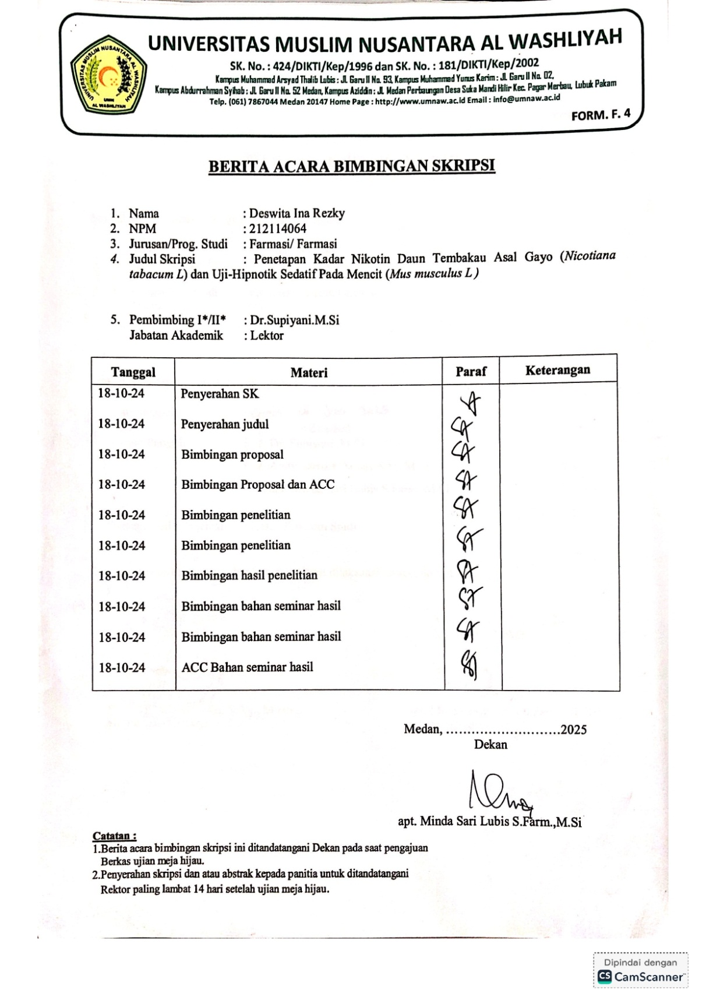 UNIVERSITAS MUSLIM NUSANTARA AL WASHLIYAH
SK. No. : 424/DIKTI/Kep/1996 dan SK. No. : 181/DIKTI/Kep/2002
Kampus Muhammad Arsyad Thalib Lubis : Jl. Garu II No. 93, Kampus Muhammad Yunus Karim : Jl. Garu II No. 02,
Kampus Abdurrahman Syihab : Jl. Garu II No. 52 Medan, Kampus Aziddin : Jl. Medan Perbaungan Desa Suka Mandi Hilir Kec. Pagar Merbau, Lubuk Pakam
Telp. (061) 7867044 Medan 20147 Home Page : http://www.umnaw.ac.id Email : info@umnaw.ac.id
UNIVERSITAS MUSLIM NUSANTARA AL WASHLIYAH
UMN
AL WASHLIYAH
FORM. F. 4
BERITA ACARA BIMBINGAN SKRIPSI
1. Nama : Deswita Ina Rezky
2. NPM : 212114064
3. Jurusan/Prog. Studi : Farmasi/ Farmasi
4. Judul Skripsi : Penetapan Kadar Nikotin Daun Tembakau Asal Gayo (Nicotiana
tabacum L) dan Uji-Hipnotik Sedatif Pada Mencit (Mus musculus L )
5. Pembimbing I*/II* : Dr.Supiyani.M.Si
Jabatan Akademik : Lektor
Tanggal Materi Paraf Keterangan
18-10-24 Penyerahan SK
18-10-24 Penyerahan judul
18-10-24 Bimbingan proposal
18-10-24 Bimbingan Proposal dan ACC
18-10-24 Bimbingan penelitian
18-10-24 Bimbingan penelitian
18-10-24 Bimbingan hasil penelitian
18-10-24 Bimbingan bahan seminar hasil
18-10-24 Bimbingan bahan seminar hasil
18-10-24 ACC Bahan seminar hasil
Medan, ...........................2025
Dekan
apt. Minda Sari Lubis S.Farm.,M.Si
Catatan :
1.Berita acara bimbingan skripsi ini ditandatangani Dekan pada saat pengajuan
Berkas ujian meja hijau.
2.Penyerahan skripsi dan atau abstrak kepada panitia untuk ditandatangani
Rektor paling lambat 14 hari setelah ujian meja hijau.
Dipindai dengan
CS CamScanner